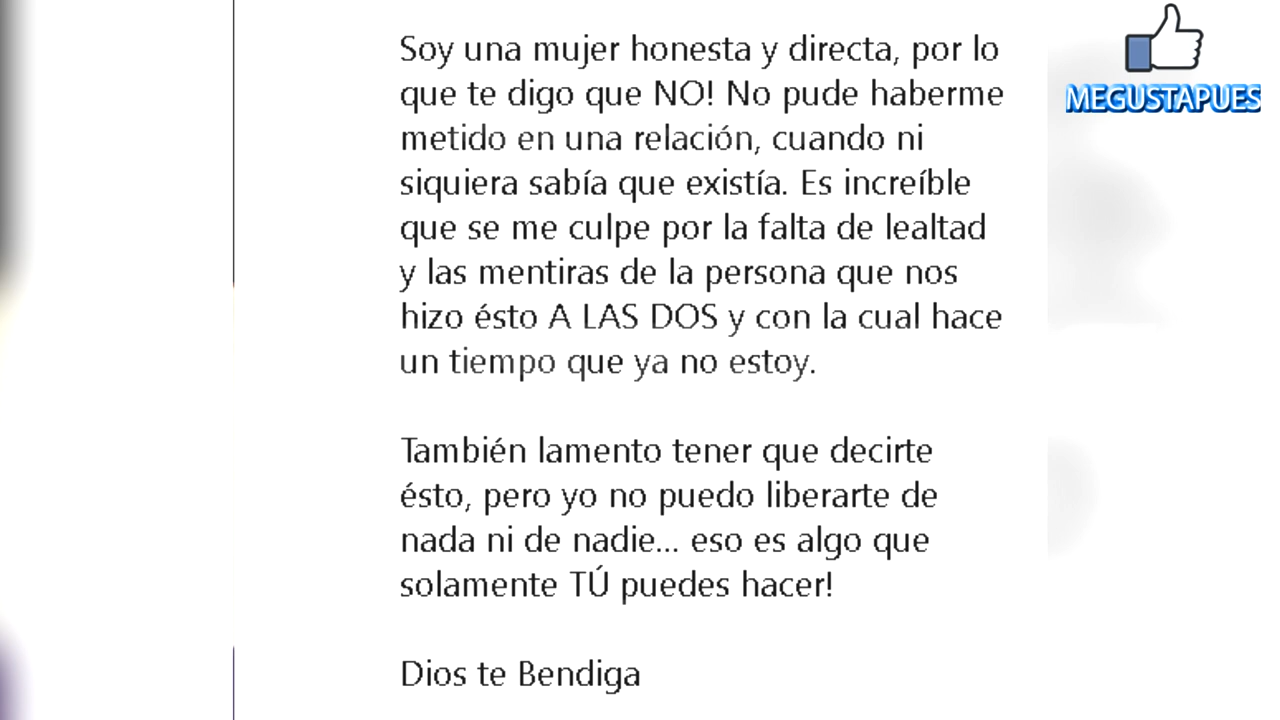 Soy una mujer honesta y directa, por lo
que te digo que NO! No pude haberme
metido en una relación, cuando ni
siquiera sabía que existía. Es increíble
que se me culpe por la falta de lealtad
y las mentiras de la persona que nos
hizo ésto A LAS DOS y con la cual hace
un tiempo que ya no estoy.
También lamento tener que decirte
ésto, pero yo no puedo liberarte de
nada ni de nadie... eso es algo que
solamente TÚ puedes hacer!
Dios te Bendiga
MEGUSTAPUES